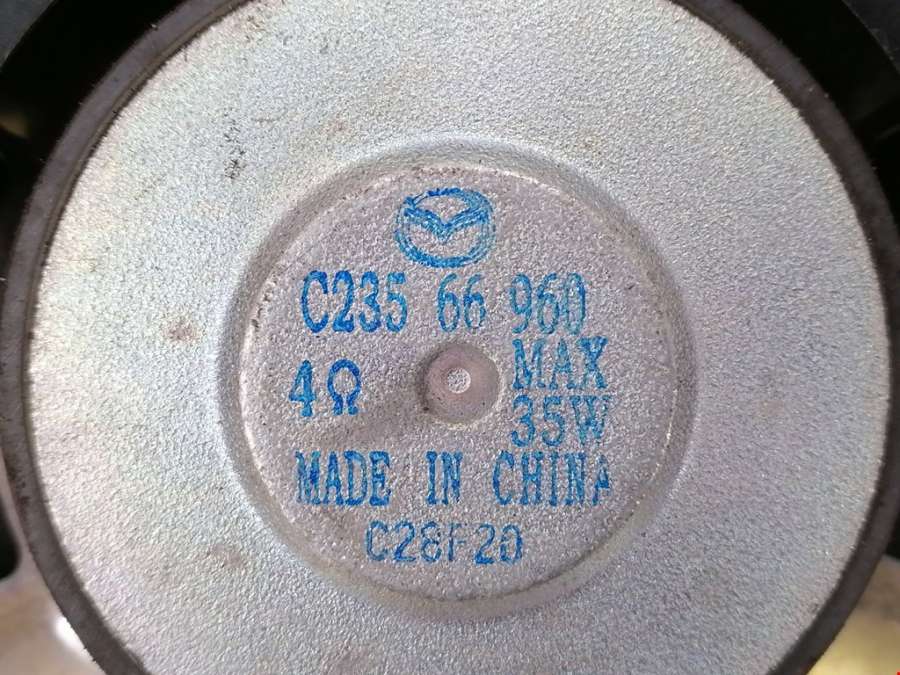 C235 66 960
4Ω MAX
35W
MADE IN CHINA
C28F20